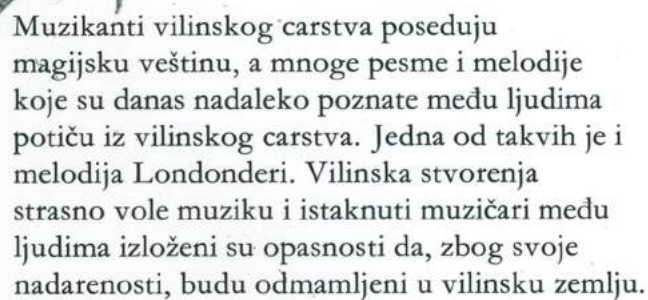 Muzikanti vilinskog carstva poseduju
magijsku veštinu, a mnoge pesme i melodije
koje su danas nadaleko poznate među ljudima
potiču iz vilinskog carstva. Jedna od takvih je i
melodija Londonderi. Vilinska stvorenja
strasno vole muziku i istaknuti muzičari među
ljudima izloženi su opasnosti da, zbog svoje
nadarenosti, budu odmamljeni u vilinsku zemlju.